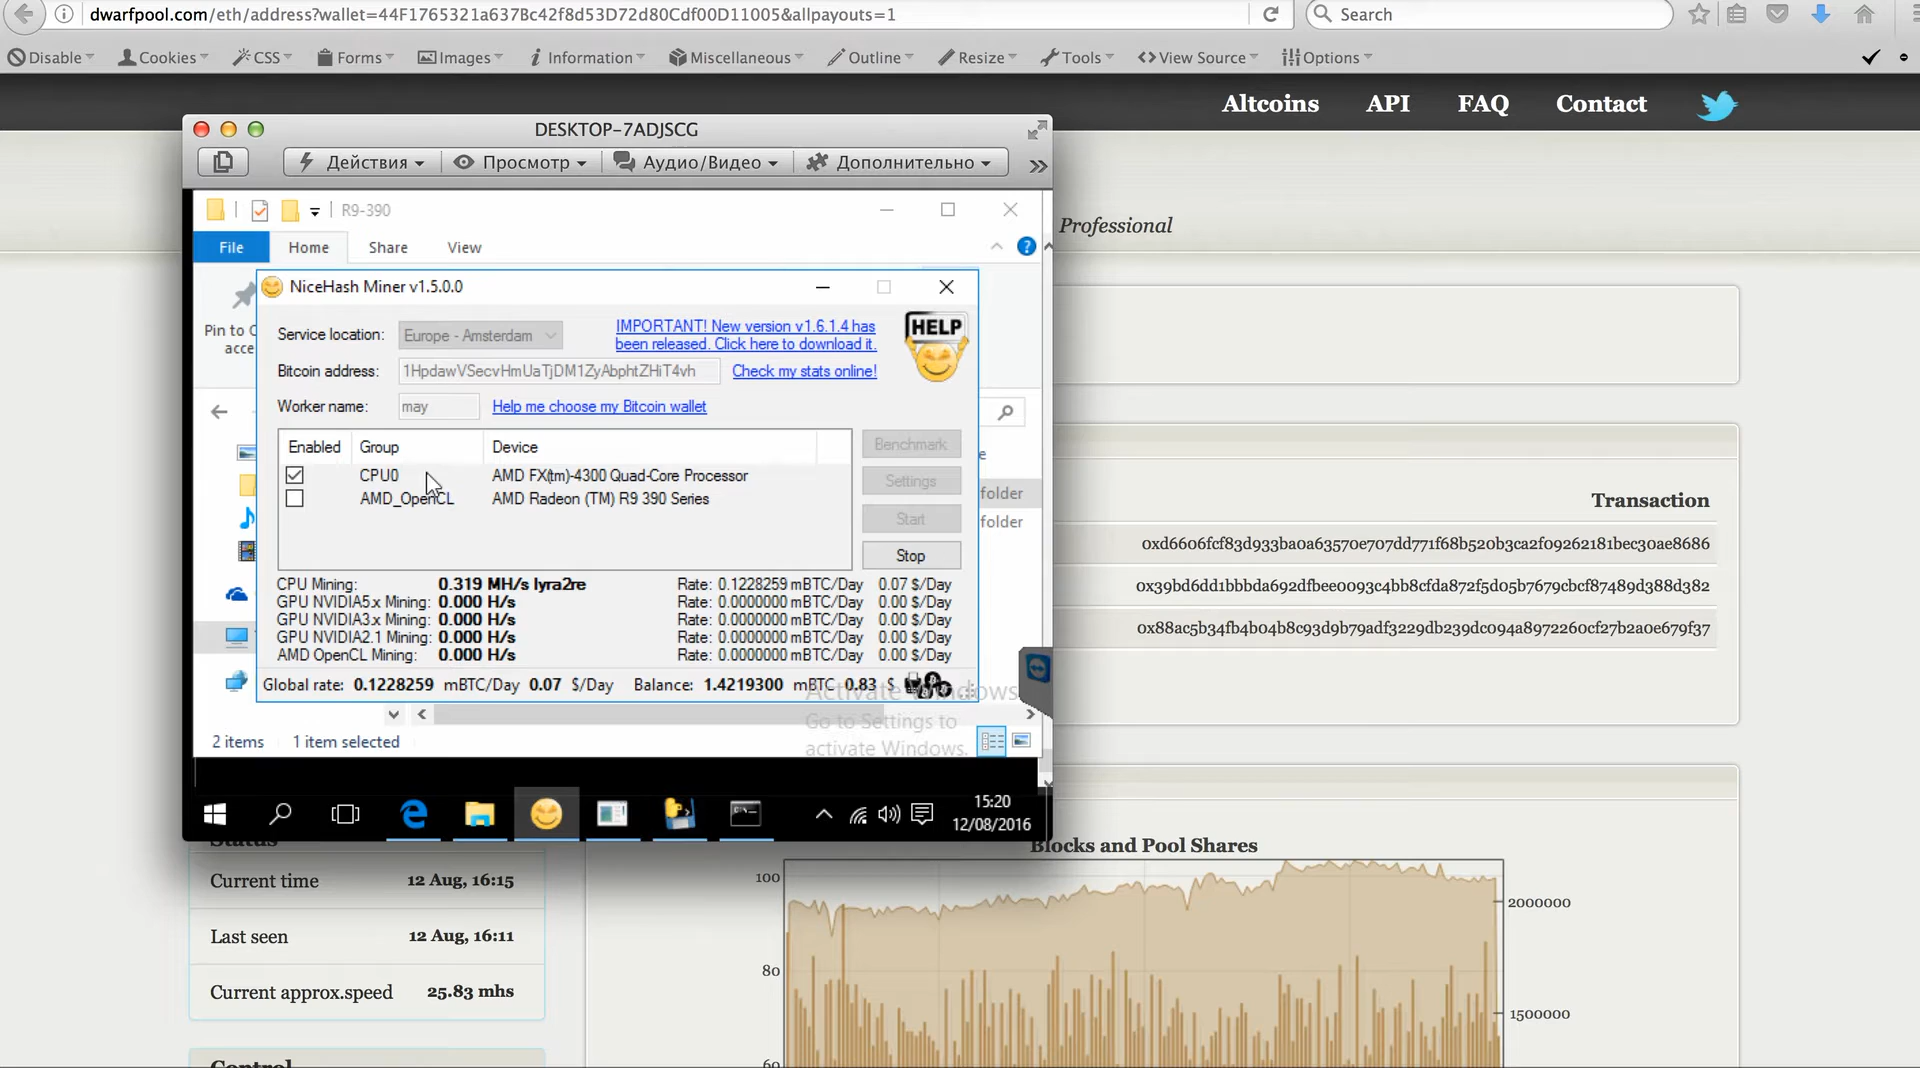 dwarfpool.com/eth/address?wallet=44F1765321a637Bc42f8d53D72d80Cdf00D11005&allpayouts=1
Search
Disable Cookies CSS Forms Images Information Miscellaneous Outline Resize Tools View Source Options
Altcoins API FAQ Contact
DESKTOP-7ADJSCG
Действия Просмотр Аудио/Видео Дополнительно
R9-390
Professional
File Home Share View
NiceHash Miner v1.5.0.0
Pin to
acce
Service location: Europe - Amsterdam
IMPORTANT! New version v1.6.1.4 has
been released. Click here to download it.
HELP
Bitcoin address: 1HpdawVSecvHmUaTjDM1ZyAbphtZHiT4vh Check my stats online!
Worker name: may Help me choose my Bitcoin wallet
Enabled Group Device
CPU0 AMD FX(tm)-4300 Quad-Core Processor
AMD_OpenCL AMD Radeon (TM) R9 390 Series
Benchmark
Settings
Start
Stop
folder
folder
CPU Mining: 0.319 MH/s lyra2re Rate: 0.1228259 mBTC/Day 0.07 $/Day
GPU NVIDIA5.x Mining: 0.000 H/s Rate: 0.0000000 mBTC/Day 0.00 $/Day
GPU NVIDIA3.x Mining: 0.000 H/s Rate: 0.0000000 mBTC/Day 0.00 $/Day
GPU NVIDIA2.1 Mining: 0.000 H/s Rate: 0.0000000 mBTC/Day 0.00 $/Day
AMD OpenCL Mining: 0.000 H/s Rate: 0.0000000 mBTC/Day 0.00 $/Day
Global rate: 0.1228259 mBTC/Day 0.07 $/Day Balance: 1.4219300 mBTC 0.83 $
Activate Windows
Go to Settings to
activate Windows.
2 items 1 item selected
15:20
12/08/2016
Transaction
0xd6606fcf83d933ba0a63570e707dd771f68b520b3ca2f09262181bec30ae8686
0x39bd6dd1bbbda692dfbee0093c4bb8cfda872f5d05b7679cbcf87489d388d382
0x88ac5b34fb4b04b8c93d9b79adf3229db239dc094a8972260cf27b2a0e679f37
Status
Current time 12 Aug, 16:15
Last seen 12 Aug, 16:11
Current approx.speed 25.83 mhs
Control
Blocks and Pool Shares
100
80
60
2000000
1500000